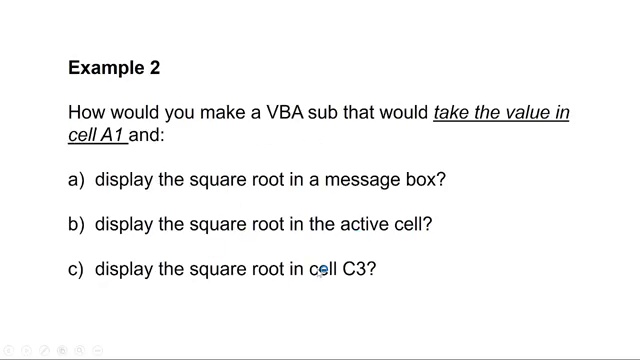 Example 2
How would you make a VBA sub that would take the value in
cell A1 and:
a) display the square root in a message box?
b) display the square root in the active cell?
c) display the square root in cell C3?